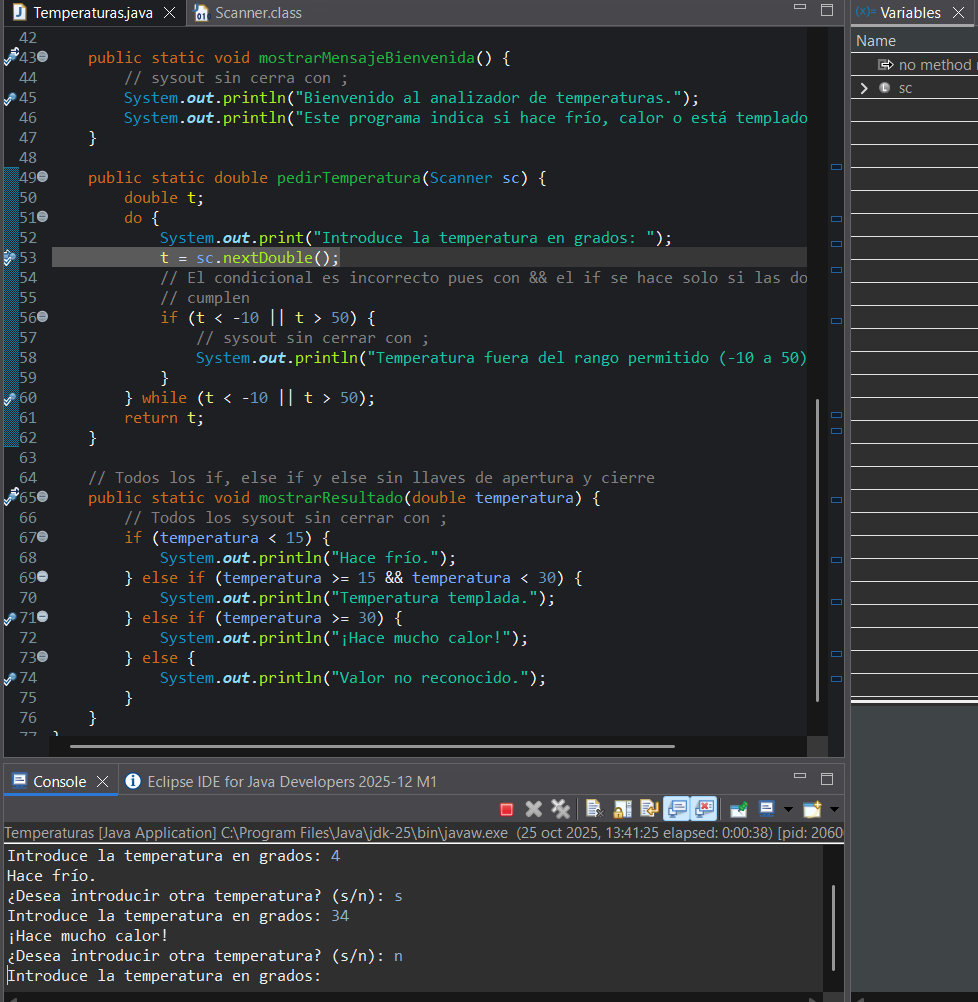 Temperaturas.java
Scanner.class
42
43 public static void mostrarMensajeBienvenida() {
44 // sysout sin cerra con ;
45 System.out.println("Bienvenido al analizador de temperaturas.");
46 System.out.println("Este programa indica si hace frío, calor o está templado
47 }
48
49 public static double pedirTemperatura(Scanner sc) {
50 double t;
51 do {
52 System.out.print("Introduce la temperatura en grados: ");
53 t = sc.nextDouble();
54 // El condicional es incorrecto pues con && el if se hace solo si las do
55 // cumplen
56 if (t < -10 || t > 50) {
57 // sysout sin cerrar con ;
58 System.out.println("Temperatura fuera del rango permitido (-10 a 50)
59 }
60 } while (t < -10 || t > 50);
61 return t;
62 }
63
64 // Todos los if, else if y else sin llaves de apertura y cierre
65 public static void mostrarResultado(double temperatura) {
66 // Todos los sysout sin cerrar con ;
67 if (temperatura < 15) {
68 System.out.println("Hace frío.");
69 } else if (temperatura >= 15 && temperatura < 30) {
70 System.out.println("Temperatura templada.");
71 } else if (temperatura >= 30) {
72 System.out.println("¡Hace mucho calor!");
73 } else {
74 System.out.println("Valor no reconocido.");
75 }
76 }
77 }
Variables
Name
no method
sc
Console
Eclipse IDE for Java Developers 2025-12 M1
Temperaturas [Java Application] C:\Program Files\Java\jdk-25\bin\javaw.exe (25 oct 2025, 13:41:25 elapsed: 0:00:38) [pid: 2060
Introduce la temperatura en grados: 4
Hace frío.
¿Desea introducir otra temperatura? (s/n): s
Introduce la temperatura en grados: 34
¡Hace mucho calor!
¿Desea introducir otra temperatura? (s/n): n
Introduce la temperatura en grados: